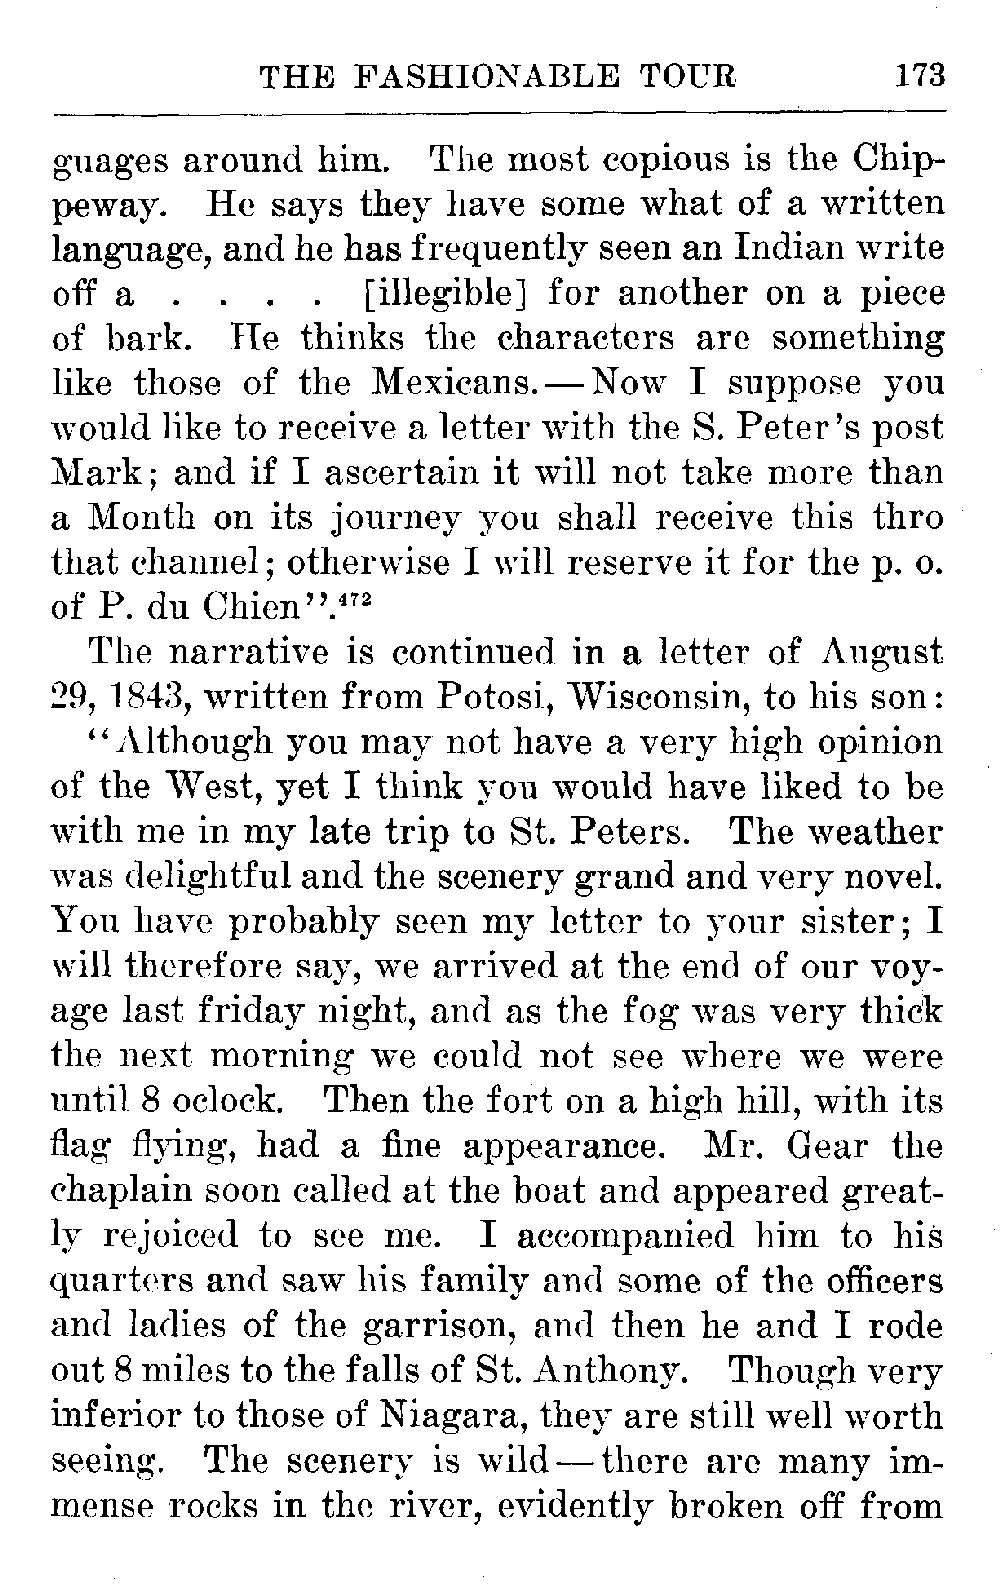 THE FASHIONABLE TOUR 173
guages around him. The most copious is the Chip-
peway. He says they have some what of a written
language, and he has frequently seen an Indian write
off a . . . . [illegible] for another on a piece
of bark. He thinks the characters are something
like those of the Mexicans.—Now I suppose you
would like to receive a letter with the S. Peter's post
Mark; and if I ascertain it will not take more than
a Month on its journey you shall receive this thro
that channel; otherwise I will reserve it for the p. o.
of P. du Chien".472
The narrative is continued in a letter of August
29, 1843, written from Potosi, Wisconsin, to his son:
"Although you may not have a very high opinion
of the West, yet I think you would have liked to be
with me in my late trip to St. Peters. The weather
was delightful and the scenery grand and very novel.
You have probably seen my letter to your sister; I
will therefore say, we arrived at the end of our voy-
age last friday night, and as the fog was very thick
the next morning we could not see where we were
until 8 oclock. Then the fort on a high hill, with its
flag flying, had a fine appearance. Mr. Gear the
chaplain soon called at the boat and appeared great-
ly rejoiced to see me. I accompanied him to his
quarters and saw his family and some of the officers
and ladies of the garrison, and then he and I rode
out 8 miles to the falls of St. Anthony. Though very
inferior to those of Niagara, they are still well worth
seeing. The scenery is wild—there are many im-
mense rocks in the river, evidently broken off from